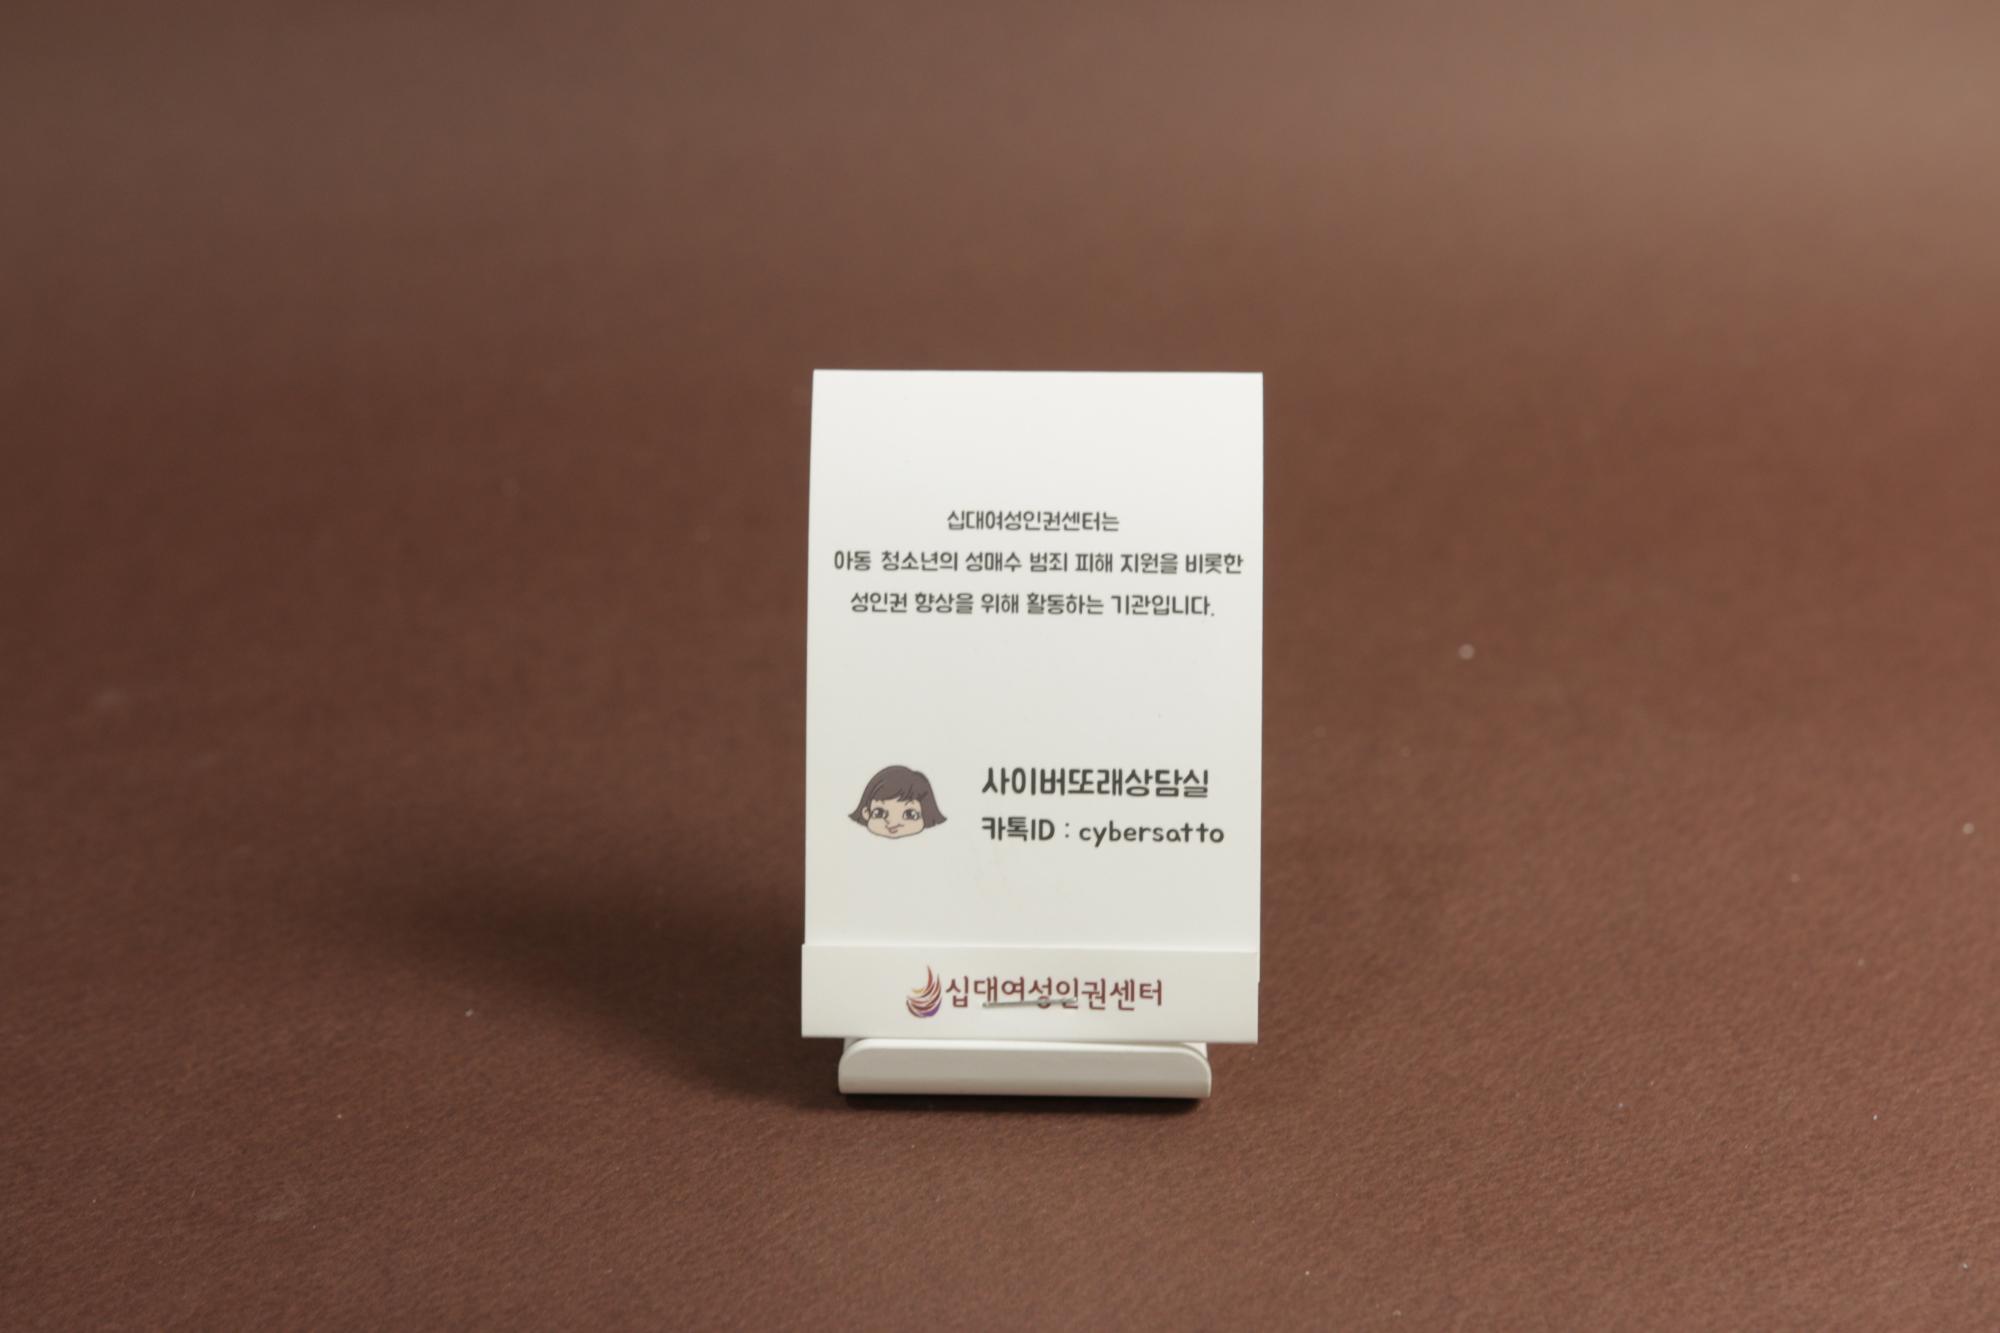 십대여성인권센터는
아동 청소년의 성매수 범죄 피해 지원을 비롯한
성인권 향상을 위해 활동하는 기관입니다.
사이버또래상담실
카톡ID : cybersatto
십대여성인권센터